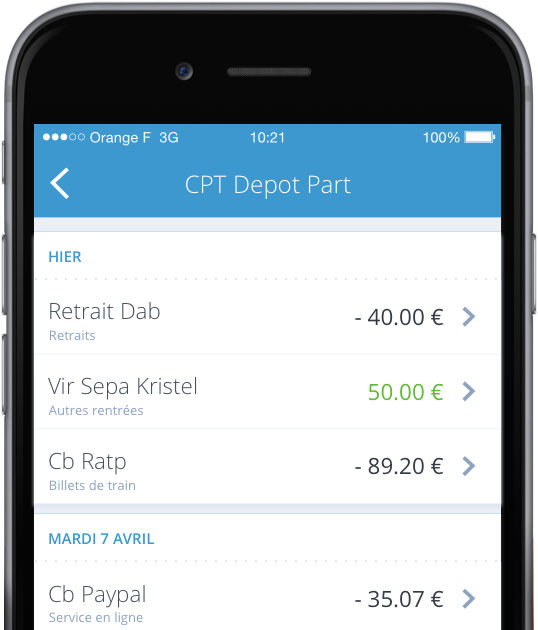 Orange F 3G 10:21 100%
CPT Depot Part
HIER
Retrait Dab
- 40.00 €
Retraits
Vir Sepa Kristel
50.00 €
Autres rentrées
Cb Ratp
- 89.20 €
Billets de train
MARDI 7 AVRIL
Cb Paypal
- 35.07 €
Service en ligne